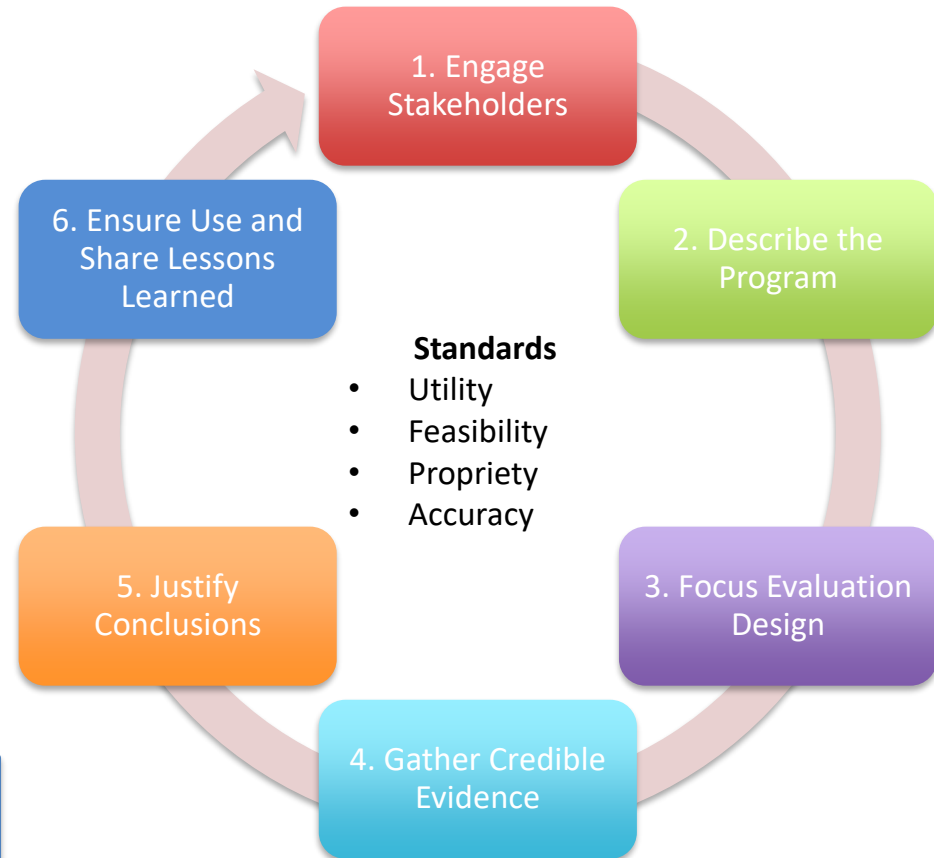 1. Engage
Stakeholders
2. Describe the
Program
3. Focus Evaluation
Design
4. Gather Credible
Evidence
5. Justify
Conclusions
6. Ensure Use and
Share Lessons
Learned
Standards
• Utility
• Feasibility
• Propriety
• Accuracy